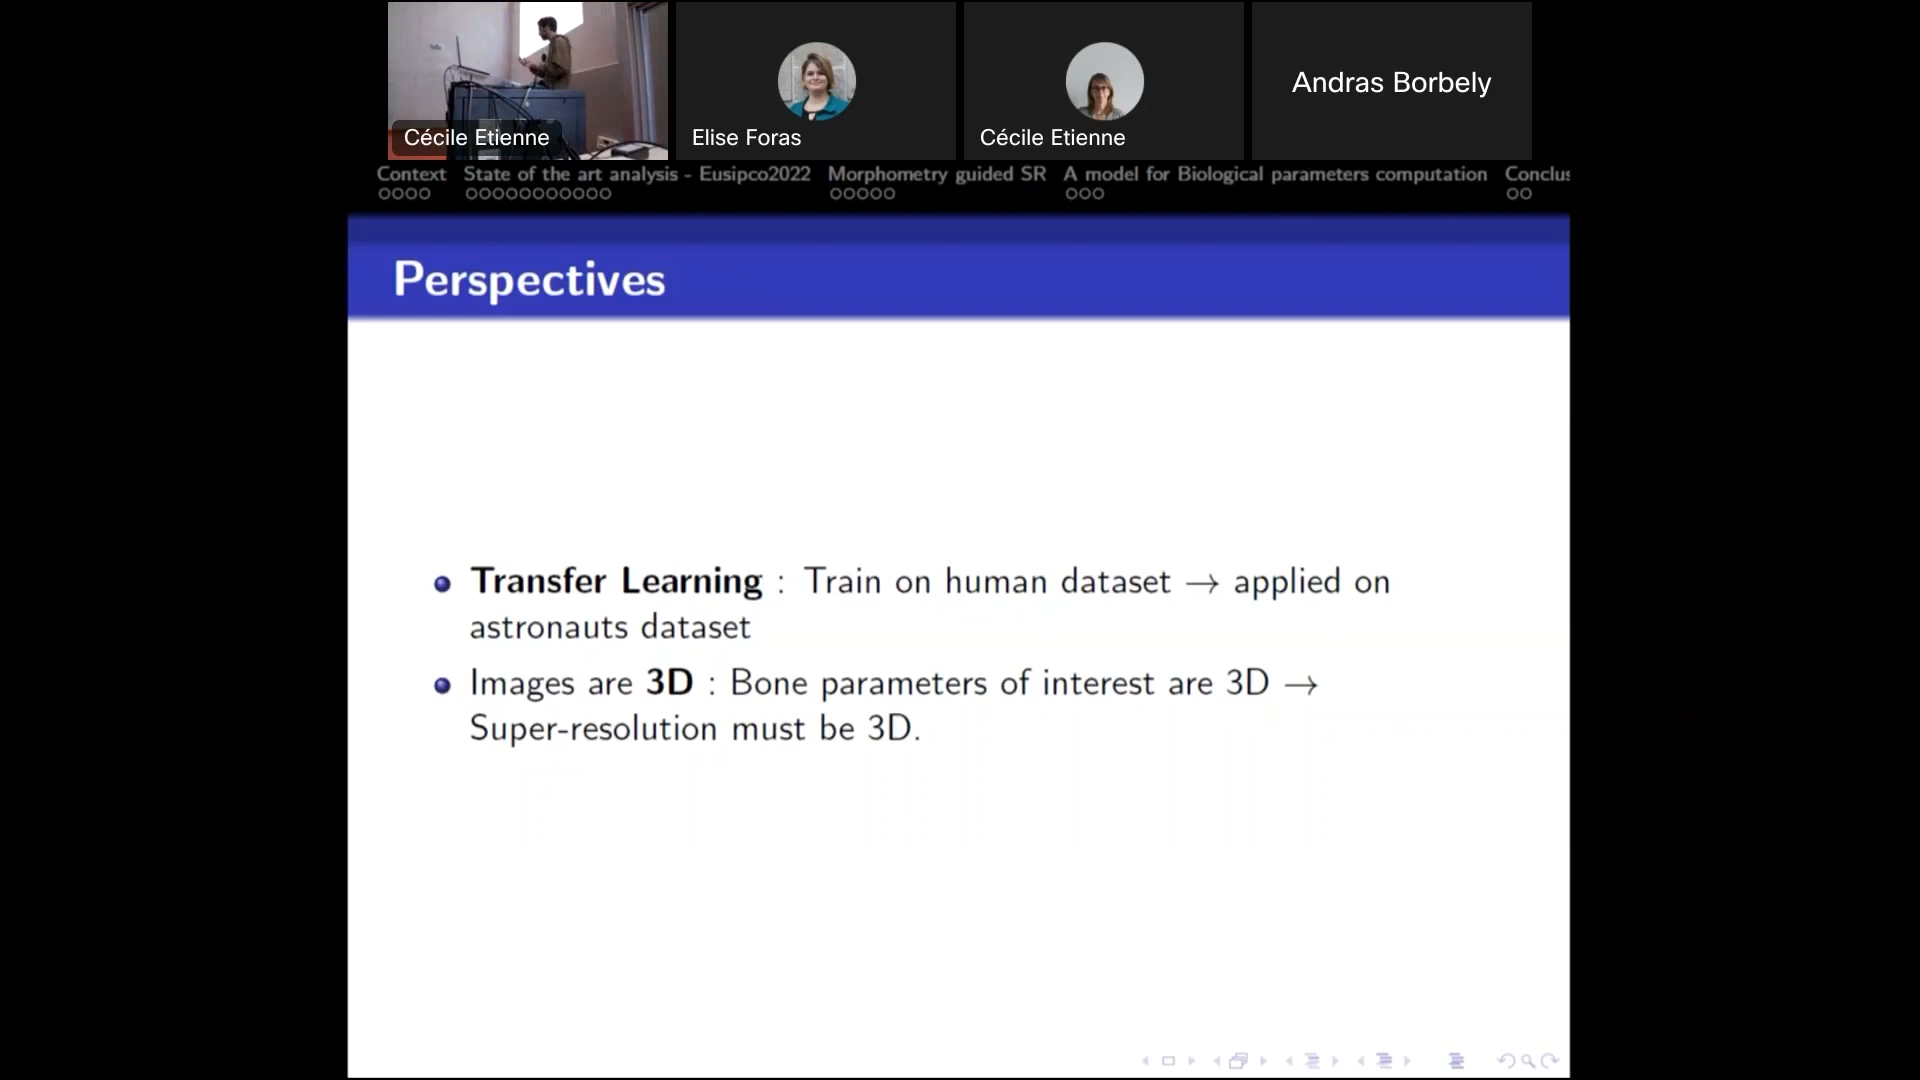 Cécile Etienne
Elise Foras
Cécile Etienne
Andras Borbely
Context State of the art analysis - Eusipco2022 Morphometry guided SR A model for Biological parameters computation Conclus
Perspectives
Transfer Learning : Train on human dataset → applied on
astronauts dataset
Images are 3D : Bone parameters of interest are 3D →
Super-resolution must be 3D.